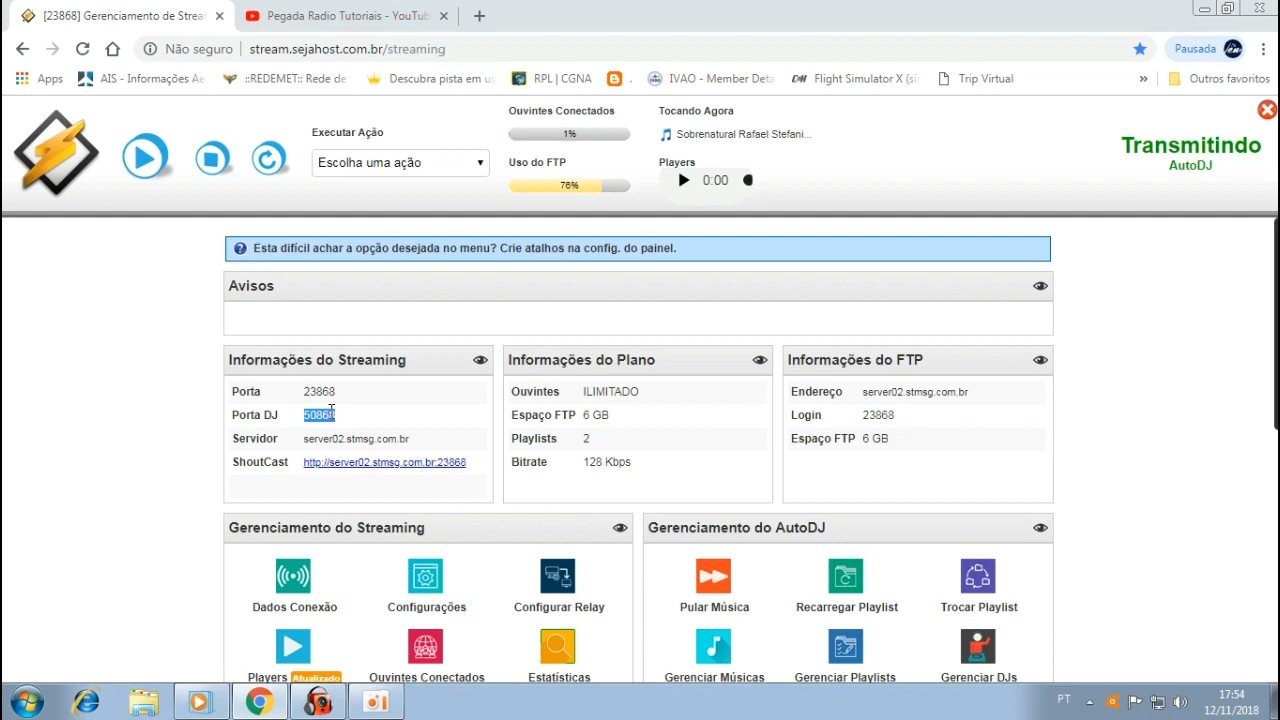 [23868] Gerenciamento de Strea
Pegada Radio Tutoriais - YouTub
Não seguro
stream.sejahost.com.br/streaming
Pausada
Apps
AIS - Informações Ae
::REDEMET:: Rede de
Descubra pista em us
RPL | CGNA
.
IVAO - Member Deta
Flight Simulator X (sim
Trip Virtual
»
Outros favoritos
Executar Ação
Escolha uma ação
Ouvintes Conectados
1%
Uso do FTP
76%
Tocando Agora
Sobrenatural Rafael Stefani...
Players
0:00
Transmitindo
AutoDJ
Esta difícil achar a opção desejada no menu? Crie atalhos na config. do painel.
Avisos
Informações do Streaming
Porta 23868
Porta DJ 50868
Servidor server02.stmsg.com.br
ShoutCast http://server02.stmsg.com.br:23868
Informações do Plano
Ouvintes ILIMITADO
Espaço FTP 6 GB
Playlists 2
Bitrate 128 Kbps
Informações do FTP
Endereço server02.stmsg.com.br
Login 23868
Espaço FTP 6 GB
Gerenciamento do Streaming
Dados Conexão
Configurações
Configurar Relay
Players Atualizado
Ouvintes Conectados
Estatísticas
Gerenciamento do AutoDJ
Pular Música
Recarregar Playlist
Trocar Playlist
Gerenciar Músicas
Gerenciar Playlists
Gerenciar DJs
PT
17:54
12/11/2018